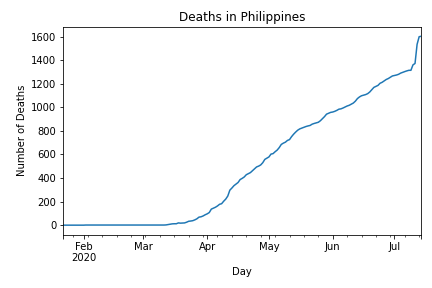 Deaths in Philippines
Number of Deaths
1600
1400
1200
1000
800
600
400
200
0
Feb
2020
Mar
Apr
May
Jun
Jul
Day